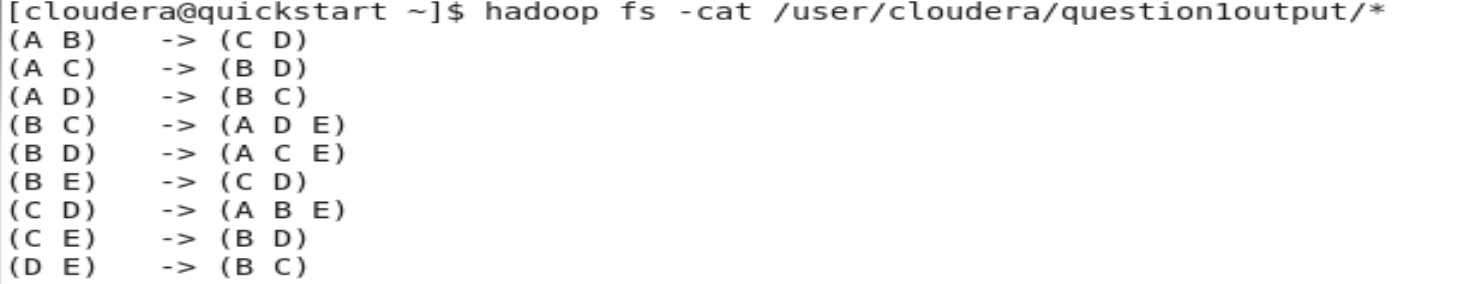 [cloudera@quickstart ~]$ hadoop fs -cat /user/cloudera/question1output/*
(A B)    -> (C D)
(A C)    -> (B D)
(A D)    -> (B C)
(B C)    -> (A D E)
(B D)    -> (A C E)
(B E)    -> (C D)
(C D)    -> (A B E)
(C E)    -> (B D)
(D E)    -> (B C)